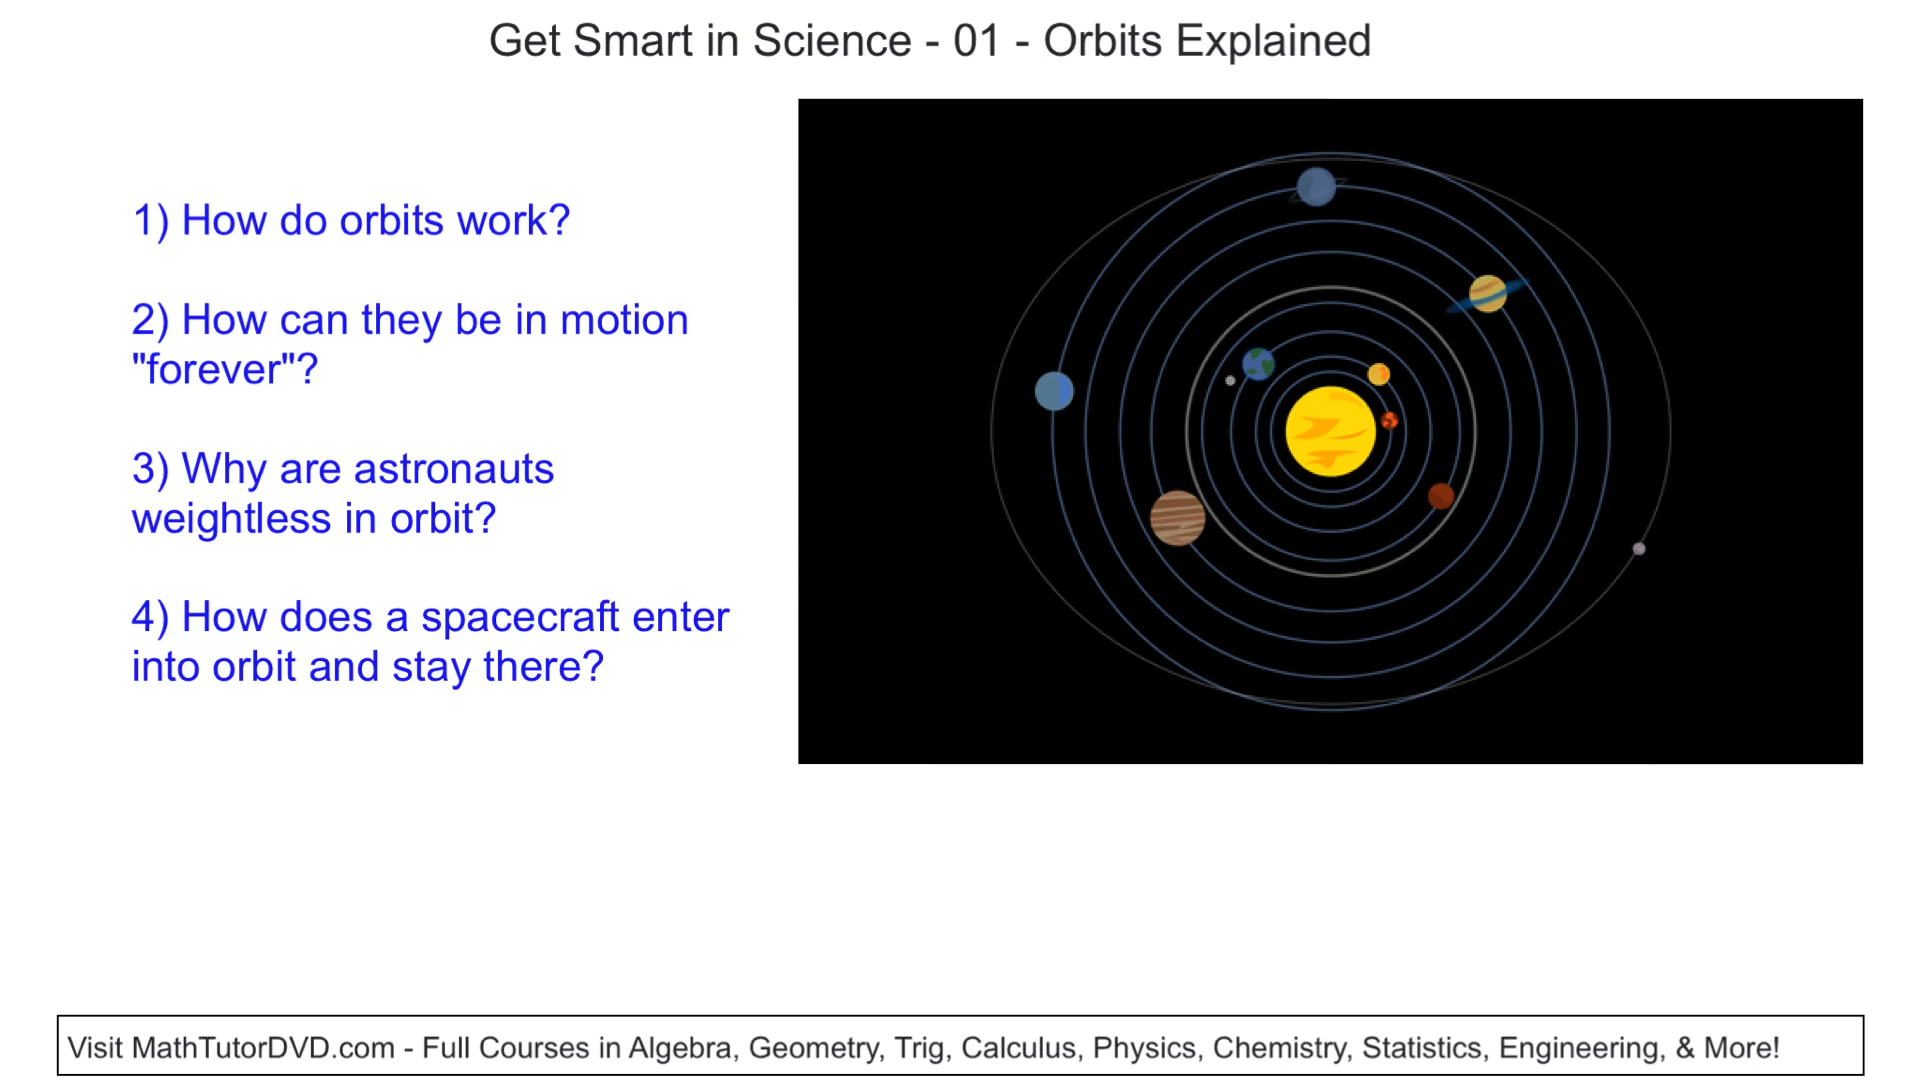 Get Smart in Science - 01 - Orbits Explained
1) How do orbits work?
2) How can they be in motion
"forever"?
3) Why are astronauts
weightless in orbit?
4) How does a spacecraft enter
into orbit and stay there?
Visit MathTutorDVD.com - Full Courses in Algebra, Geometry, Trig, Calculus, Physics, Chemistry, Statistics, Engineering, & More!